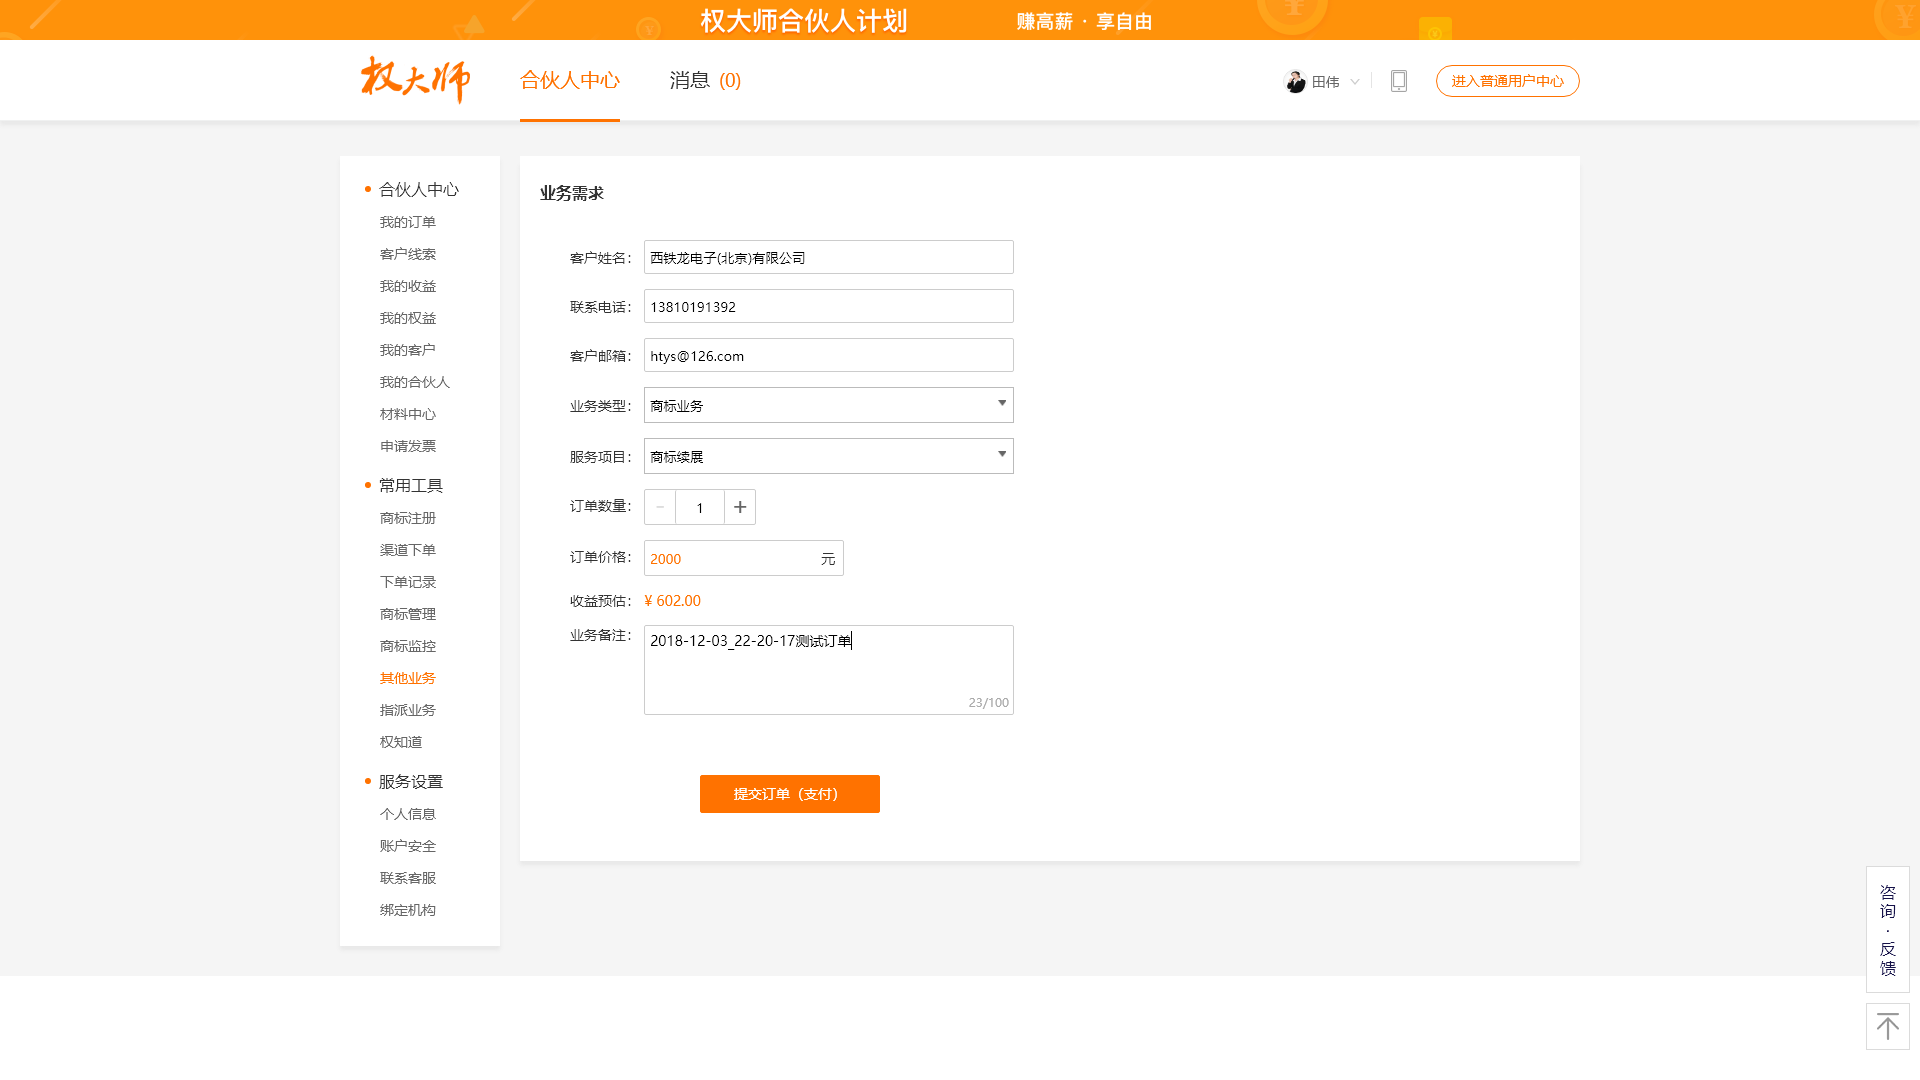 权大师合伙人计划 赚高薪 · 享自由
权大师 合伙人中心 消息 (0) 田伟 进入普通用户中心
合伙人中心
我的订单
客户线索
我的收益
我的权益
我的客户
我的合伙人
材料中心
申请发票
常用工具
商标注册
渠道下单
下单记录
商标管理
商标监控
其他业务
指派业务
权知道
服务设置
个人信息
账户安全
联系客服
绑定机构
业务需求
客户姓名： 西铁龙电子(北京)有限公司
联系电话： 13810191392
客户邮箱： htys@126.com
业务类型： 商标业务
服务项目： 商标续展
订单数量： − 1 +
订单价格： 2000 元
收益预估： ¥ 602.00
业务备注： 2018-12-03_22-20-17测试订单
23/100
提交订单（支付）
咨询·反馈